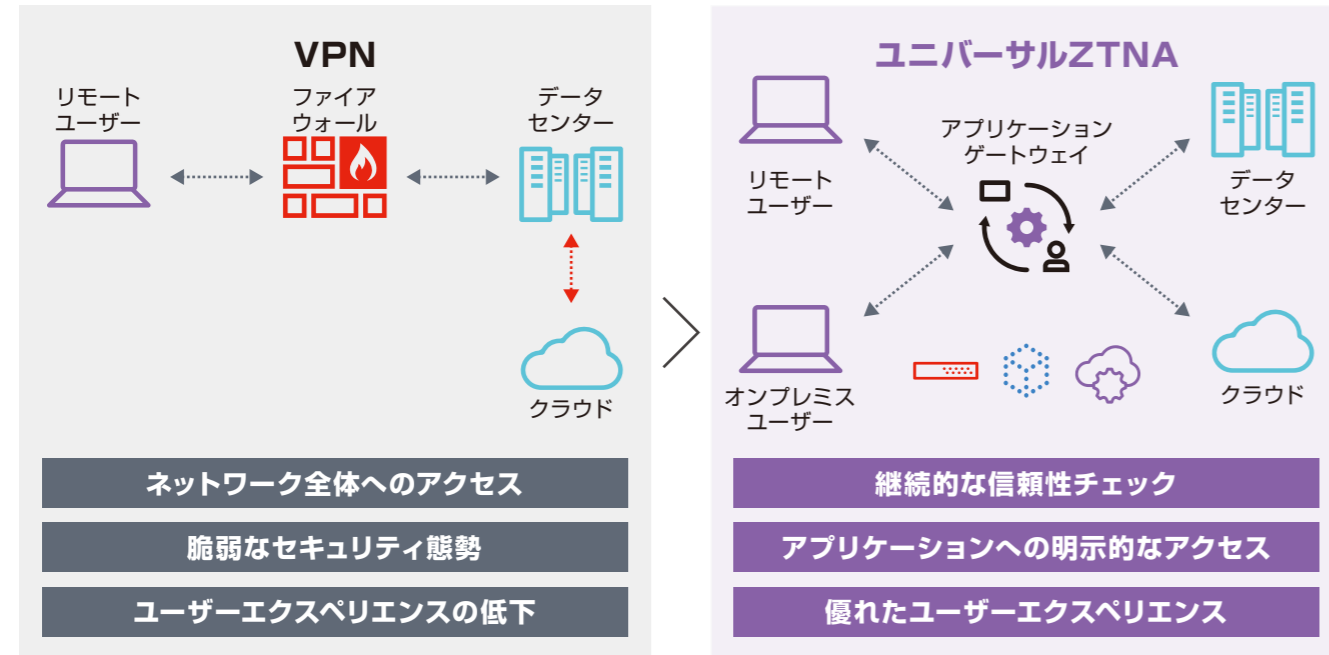 VPN
リモート
ユーザー
ファイア
ウォール
データ
センター
クラウド
ネットワーク全体へのアクセス
脆弱なセキュリティ態勢
ユーザーエクスペリエンスの低下
ユニバーサルZTNA
リモート
ユーザー
アプリケーション
ゲートウェイ
データ
センター
オンプレミス
ユーザー
クラウド
継続的な信頼性チェック
アプリケーションへの明示的なアクセス
優れたユーザーエクスペリエンス